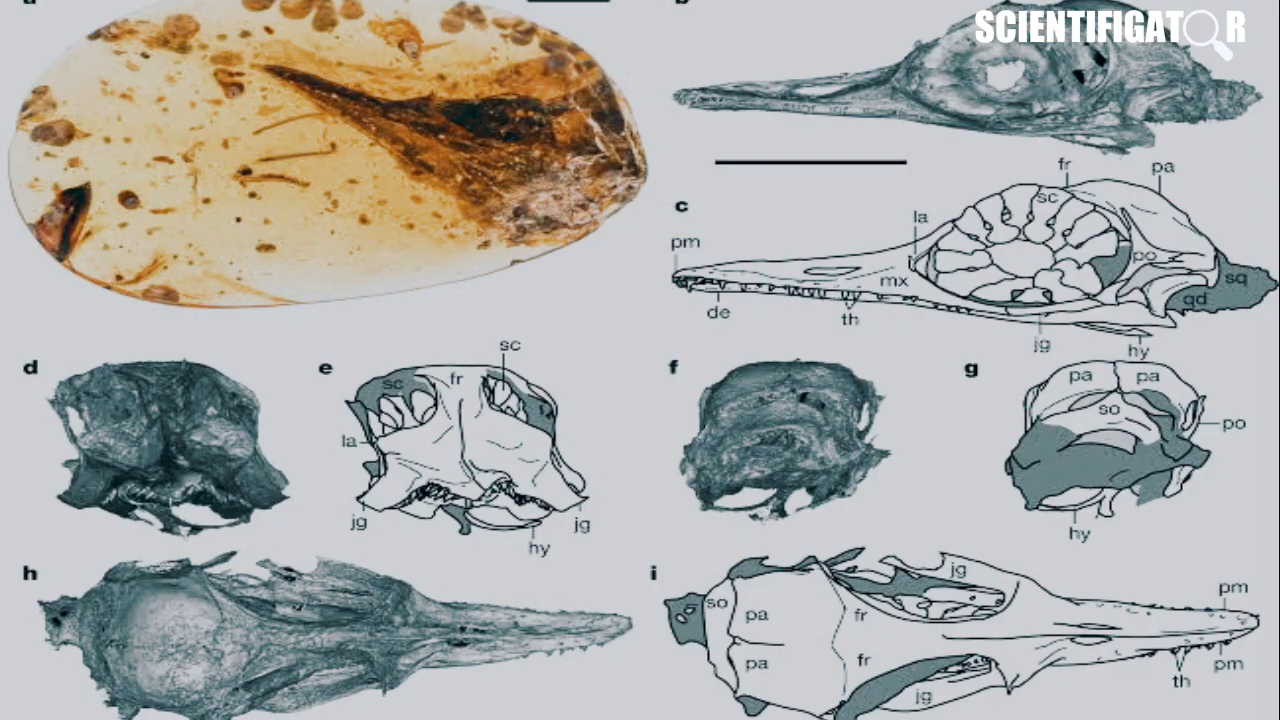 a
b
SCIENTIFIGATOR
fr
pa
c
sc
la
pm
po
mx
sq
qd
de
th
jg
hy
d
e
sc
f
g
sc
fr
pa
pa
so
la
po
jg
jg
hy
hy
h
i
jg
so
pa
fr
pm
pa
fr
pm
jg
th